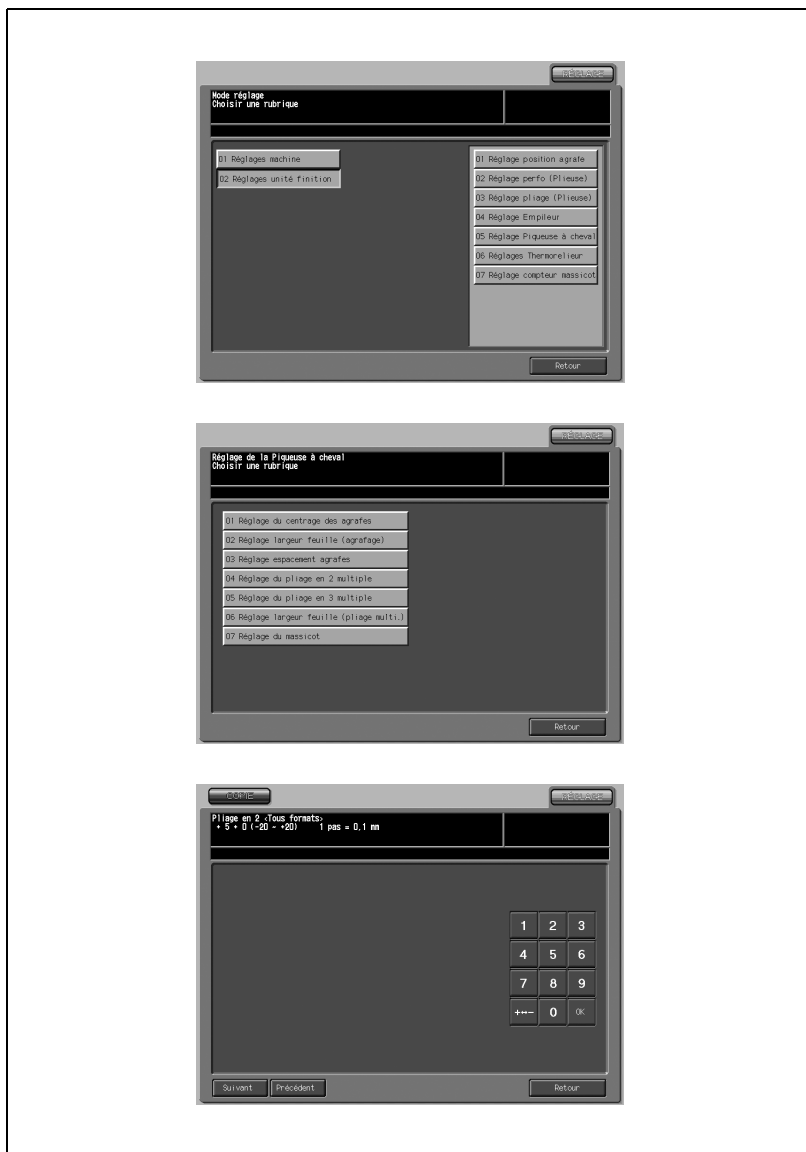 RÉGLAGE
Mode réglage
Choisir une rubrique
01 Réglages machine
02 Réglages unité finition
01 Réglage position agrafe
02 Réglage perfo (Plieuse)
03 Réglage pliage (Plieuse)
04 Réglage Empileur
05 Réglage Piqueuse à cheval
06 Réglages Thermorelieur
07 Réglage compteur massicot
Retour
RÉGLAGE
Réglage de la Piqueuse à cheval
Choisir une rubrique
01 Réglage du centrage des agrafes
02 Réglage largeur feuille (agrafage)
03 Réglage espacement agrafes
04 Réglage du pliage en 2 multiple
05 Réglage du pliage en 3 multiple
06 Réglage largeur feuille (pliage multi.)
07 Réglage du massicot
Retour
COPIE
RÉGLAGE
Pliage en 2 <Tous formats>
+ 5 + 0 (-20 ~ +20) 1 pas = 0,1 mm
1 2 3
4 5 6
7 8 9
+↔- 0 OK
Suivant Précédent Retour